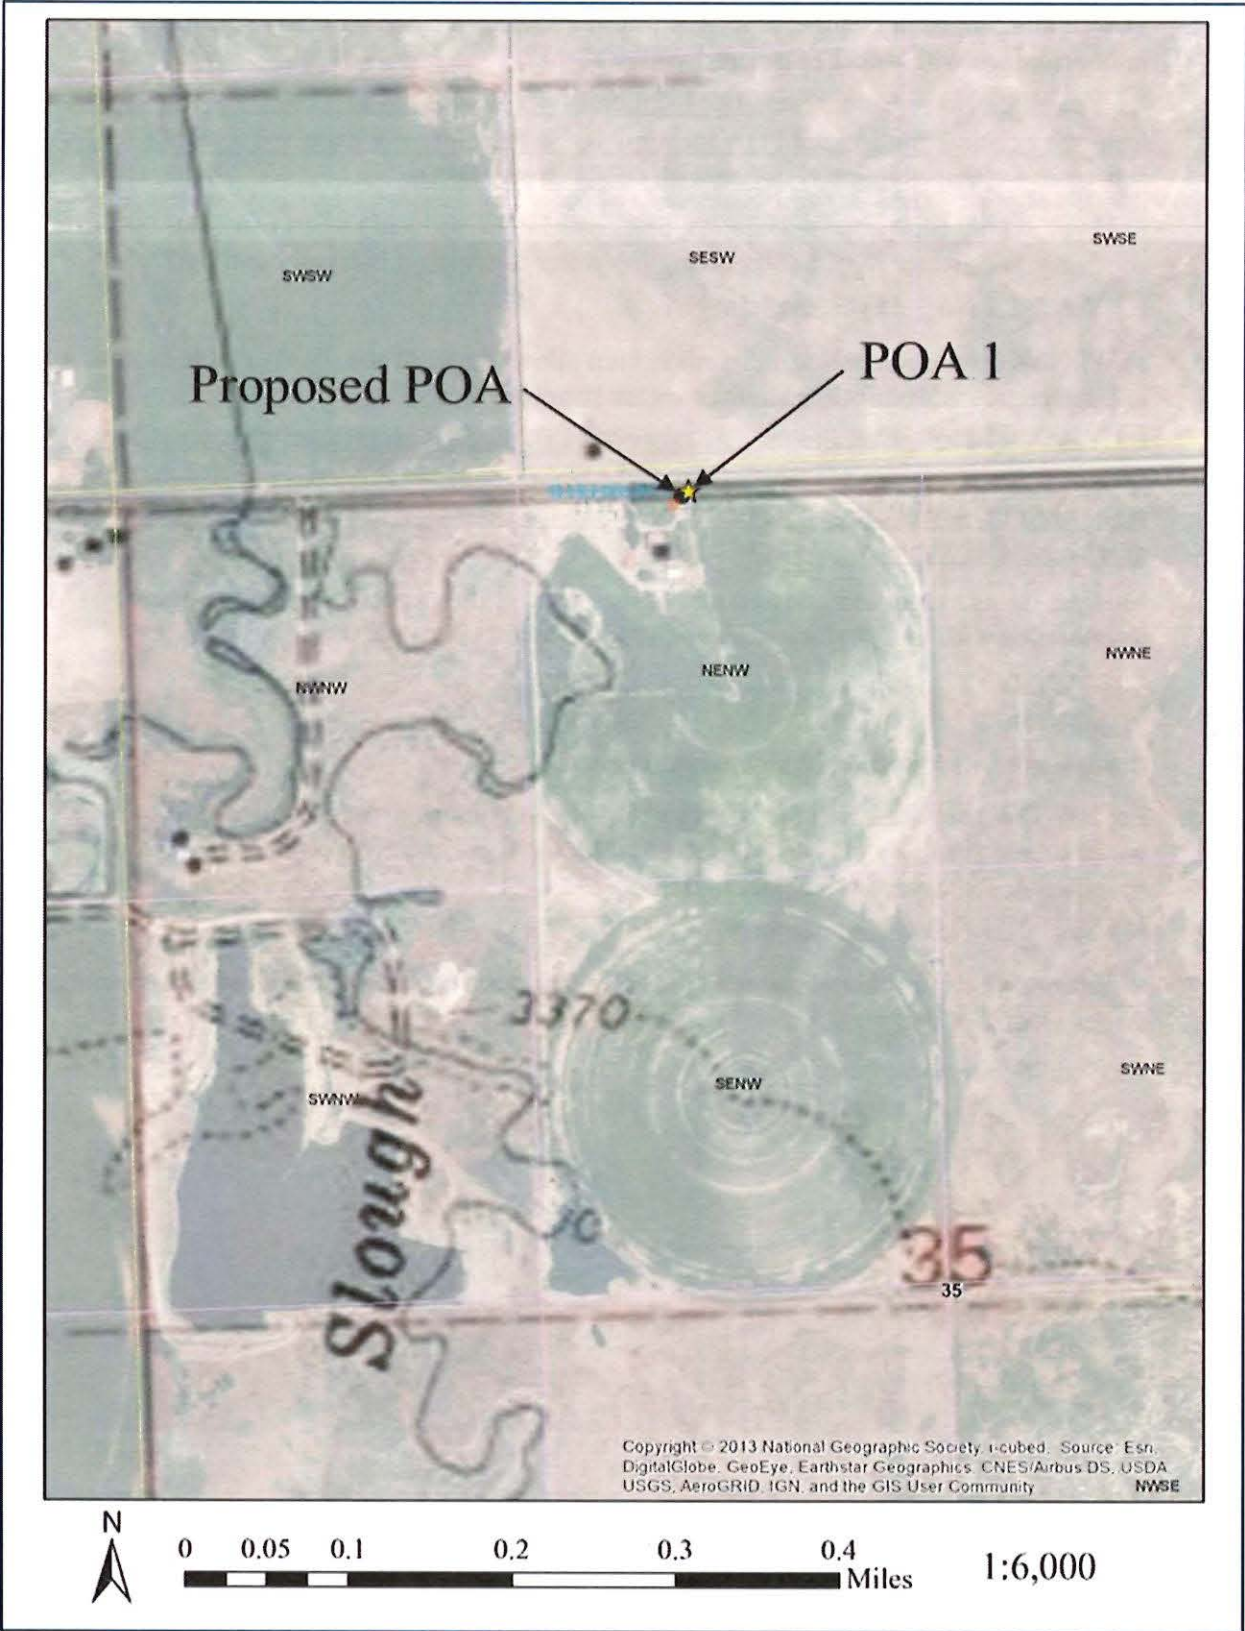 SWSE
SESW
SWSW
POA 1
Proposed POA
NWNE
NENW
NWNW
3370
SWNE
SENW
SWNW
Slough
35
35
Copyright © 2013 National Geographic Society, i-cubed. Source: Esri,
DigitalGlobe, GeoEye, Earthstar Geographics, CNES/Airbus DS, USDA
USGS, AeroGRID, IGN, and the GIS User Community
NWSE
N
0 0.05 0.1 0.2 0.3 0.4
Miles
1:6,000